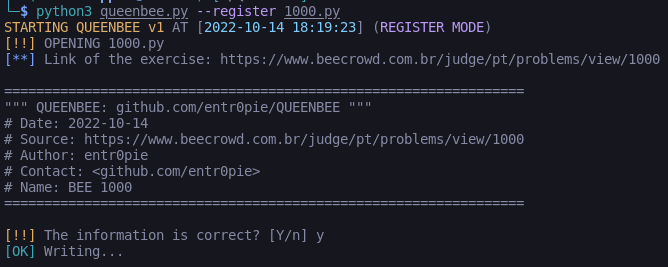 └─$ python3 queenbee.py --register 1000.py
STARTING QUEENBEE v1 AT [2022-10-14 18:19:23] (REGISTER MODE)
[!!] OPENING 1000.py
[**] Link of the exercise: https://www.beecrowd.com.br/judge/pt/problems/view/1000
=================================================================
""" QUEENBEE: github.com/entr0pie/QUEENBEE """
# Date: 2022-10-14
# Source: https://www.beecrowd.com.br/judge/pt/problems/view/1000
# Author: entr0pie
# Contact: <github.com/entr0pie>
# Name: BEE 1000
=================================================================
[!!] The information is correct? [Y/n] y
[OK] Writing...